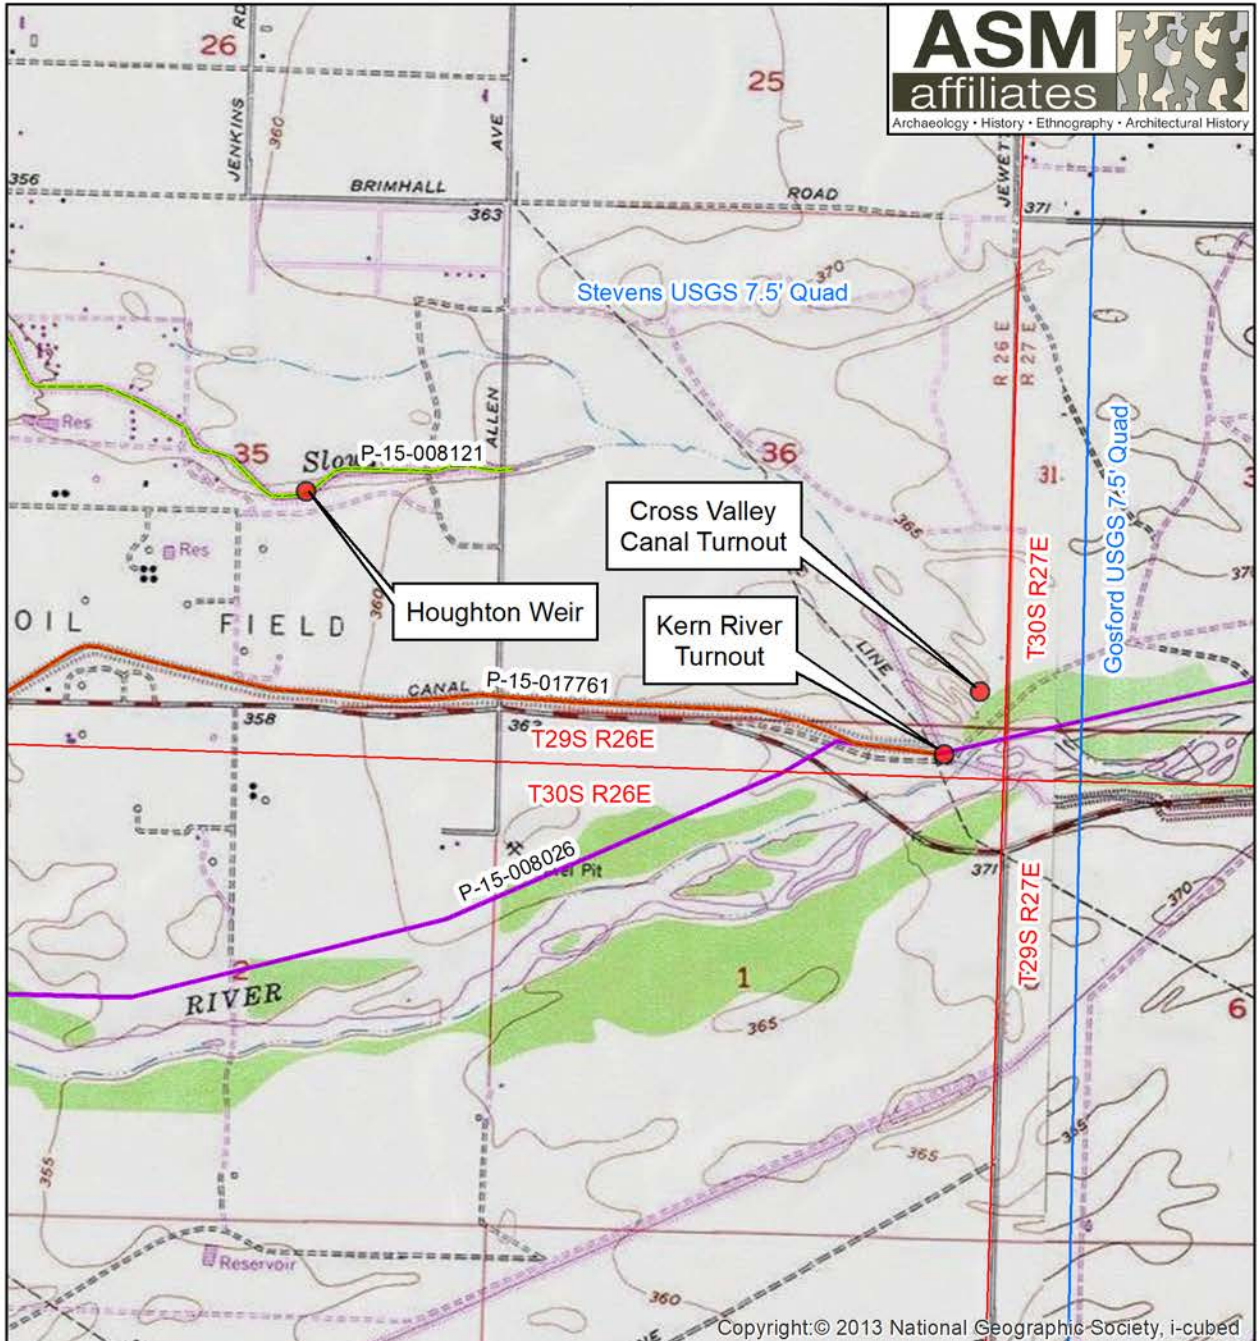 ASM
affiliates
Archaeology • History • Ethnography • Architectural History
26
RD
25
JENKINS
360
AVE
356
BRIMHALL
ROAD
363
JEWETT
371
370
Stevens USGS 7.5' Quad
R 26 E
R 27 E
ALLEN
Res
35
P-15-008121
36
31
Gosford USGS 7.5' Quad
Cross Valley
Canal Turnout
365
Res
T30S R27E
Houghton Weir
360
OIL FIELD
Kern River
Turnout
LINE
CANAL
P-15-017761
358
T29S R26E
T30S R26E
P-15-008026
Pit
371
370
T29S R27E
2
RIVER
1
365
6
365
355
365
Reservoir
360
Copyright:© 2013 National Geographic Society, i-cubed